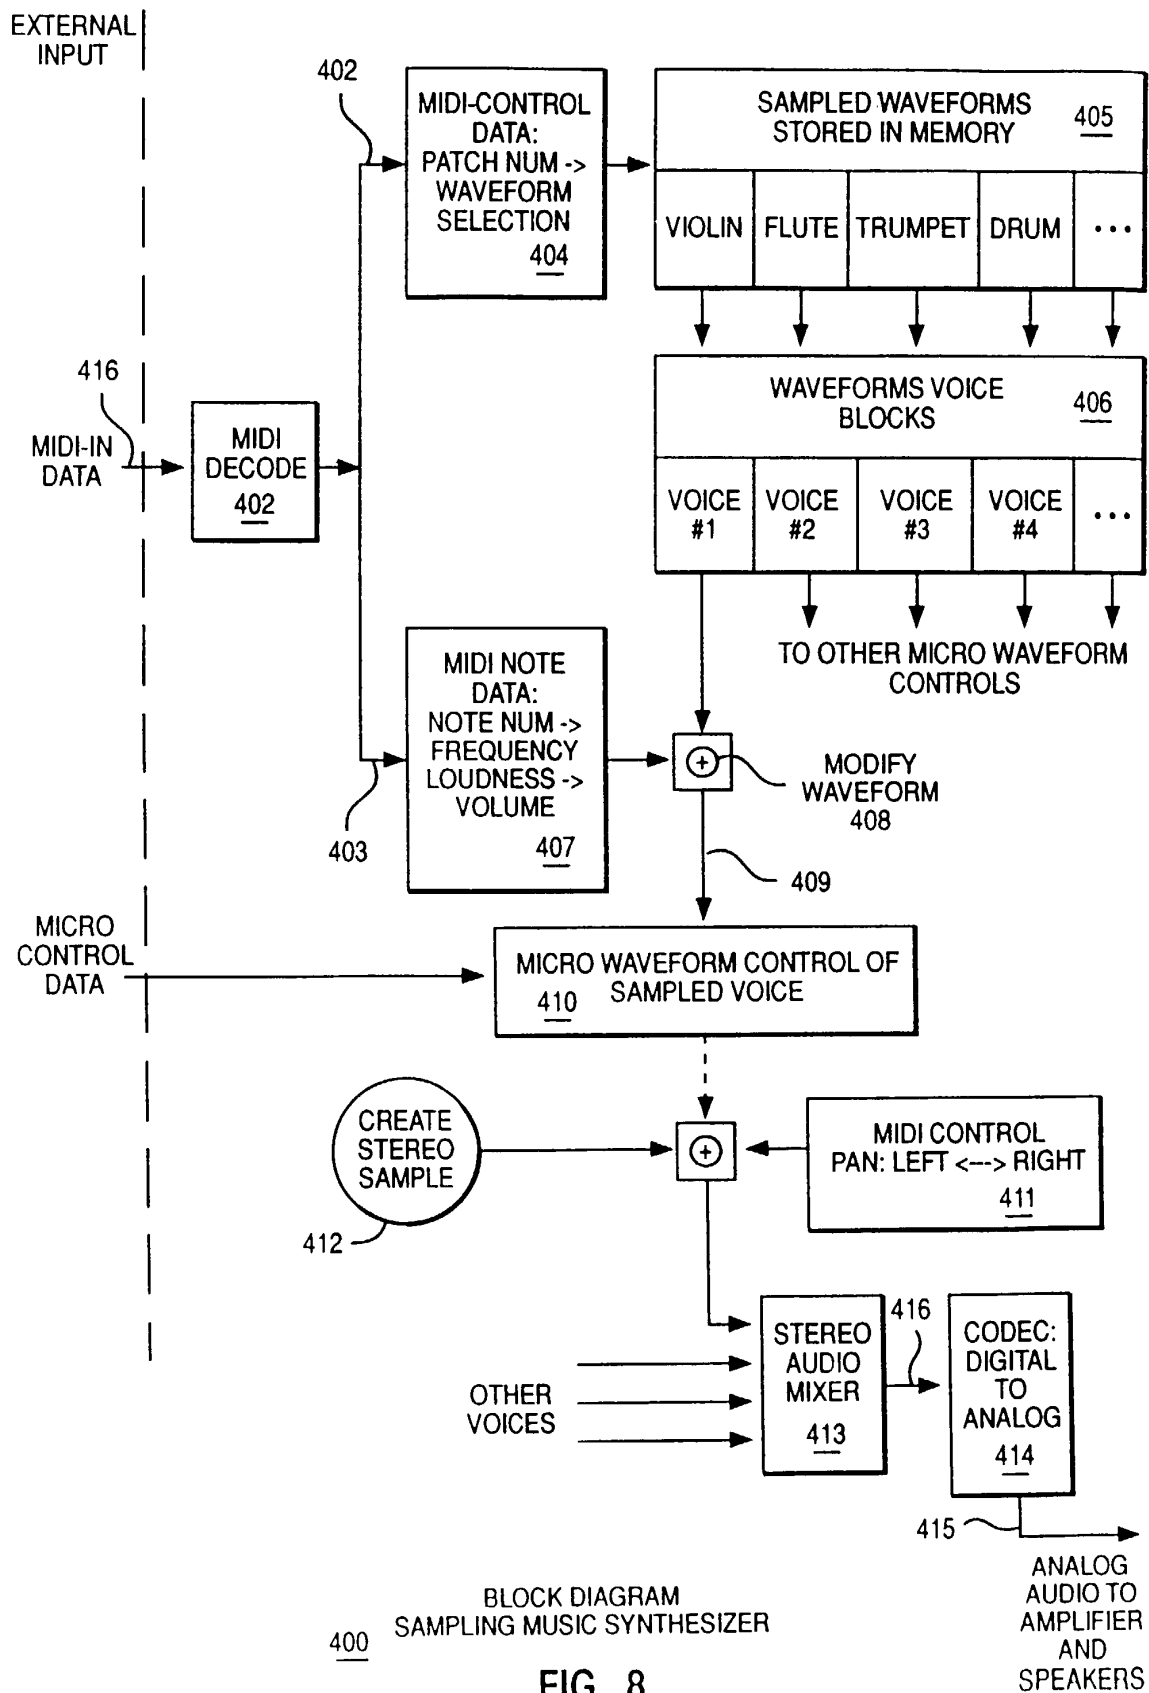 EXTERNAL
INPUT
402
MIDI-CONTROL
DATA:
PATCH NUM ->
WAVEFORM
SELECTION
404
SAMPLED WAVEFORMS
STORED IN MEMORY
405
VIOLIN
FLUTE
TRUMPET
DRUM
...
416
MIDI-IN
DATA
MIDI
DECODE
402
WAVEFORMS VOICE
BLOCKS
406
VOICE
#1
VOICE
#2
VOICE
#3
VOICE
#4
...
TO OTHER MICRO WAVEFORM
CONTROLS
MIDI NOTE
DATA:
NOTE NUM ->
FREQUENCY
LOUDNESS ->
VOLUME
407
403
MODIFY
WAVEFORM
408
409
MICRO
CONTROL
DATA
MICRO WAVEFORM CONTROL OF
SAMPLED VOICE
410
CREATE
STEREO
SAMPLE
412
MIDI CONTROL
PAN: LEFT <---> RIGHT
411
OTHER
VOICES
STEREO
AUDIO
MIXER
413
416
CODEC:
DIGITAL
TO
ANALOG
414
415
ANALOG
AUDIO TO
AMPLIFIER
AND
SPEAKERS
BLOCK DIAGRAM
SAMPLING MUSIC SYNTHESIZER
400
FIG. 8